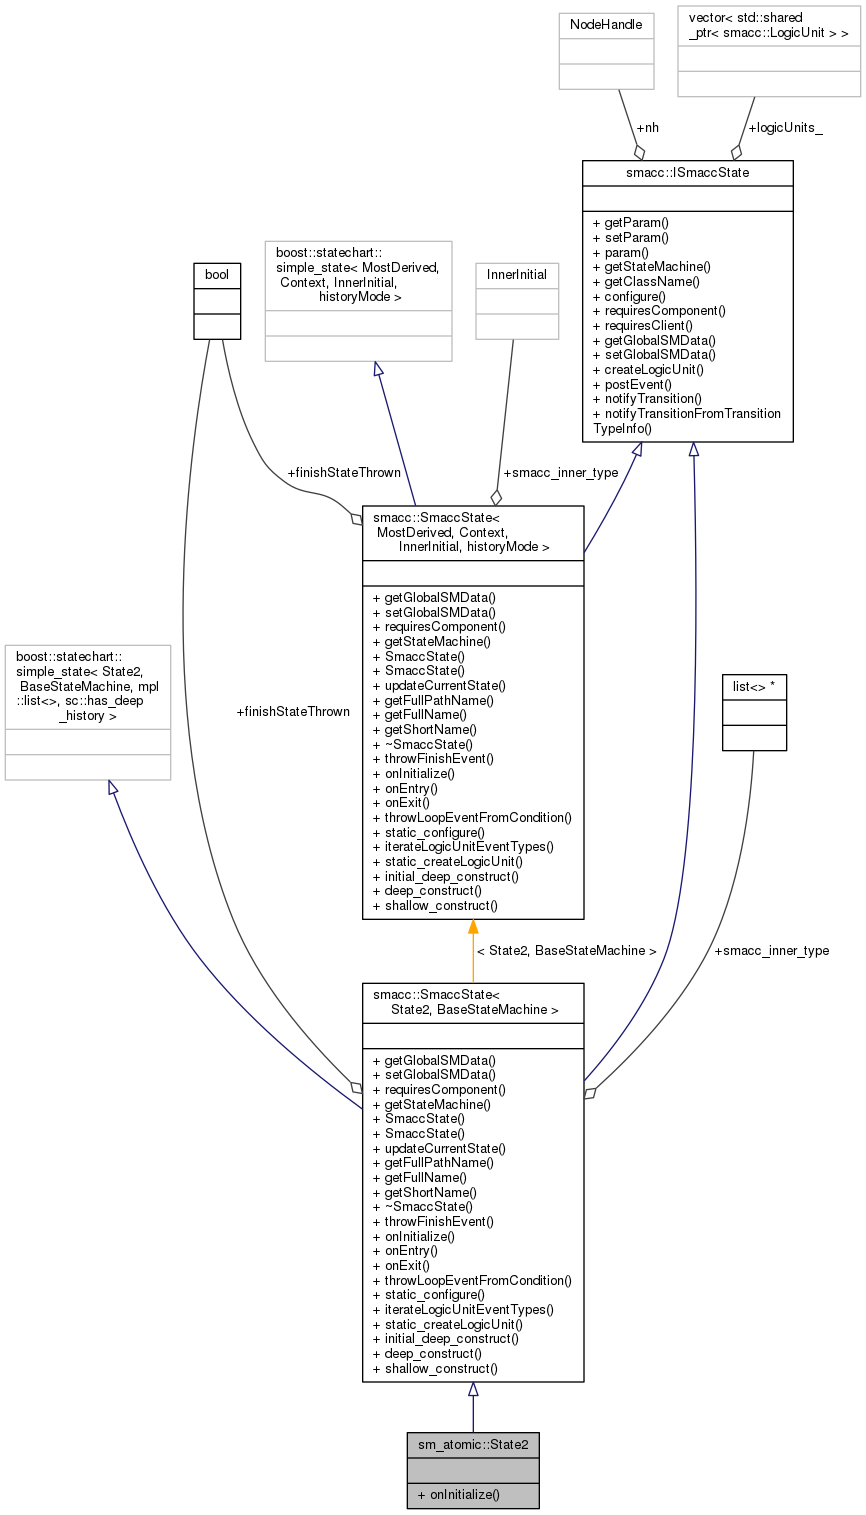 NodeHandle
vector< std::shared
_ptr< smacc::LogicUnit > >
+nh
+logicUnits_
smacc::ISmaccState
+ getParam()
+ setParam()
+ param()
+ getStateMachine()
+ getClassName()
+ configure()
+ requiresComponent()
+ requiresClient()
+ getGlobalSMData()
+ setGlobalSMData()
+ createLogicUnit()
+ postEvent()
+ notifyTransition()
+ notifyTransitionFromTransition
TypeInfo()
bool
boost::statechart::
simple_state< MostDerived,
Context, InnerInitial,
historyMode >
InnerInitial
+finishStateThrown
+smacc_inner_type
smacc::SmaccState<
MostDerived, Context,
InnerInitial, historyMode >
+ getGlobalSMData()
+ setGlobalSMData()
+ requiresComponent()
+ getStateMachine()
+ SmaccState()
+ SmaccState()
+ updateCurrentState()
+ getFullPathName()
+ getFullName()
+ getShortName()
+ ~SmaccState()
+ throwFinishEvent()
+ onInitialize()
+ onEntry()
+ onExit()
+ throwLoopEventFromCondition()
+ static_configure()
+ iterateLogicUnitEventTypes()
+ static_createLogicUnit()
+ initial_deep_construct()
+ deep_construct()
+ shallow_construct()
boost::statechart::
simple_state< State2,
BaseStateMachine, mpl
::list<>, sc::has_deep
_history >
+finishStateThrown
list<> *
< State2, BaseStateMachine >
+smacc_inner_type
smacc::SmaccState<
State2, BaseStateMachine >
+ getGlobalSMData()
+ setGlobalSMData()
+ requiresComponent()
+ getStateMachine()
+ SmaccState()
+ SmaccState()
+ updateCurrentState()
+ getFullPathName()
+ getFullName()
+ getShortName()
+ ~SmaccState()
+ throwFinishEvent()
+ onInitialize()
+ onEntry()
+ onExit()
+ throwLoopEventFromCondition()
+ static_configure()
+ iterateLogicUnitEventTypes()
+ static_createLogicUnit()
+ initial_deep_construct()
+ deep_construct()
+ shallow_construct()
sm_atomic::State2
+ onInitialize()